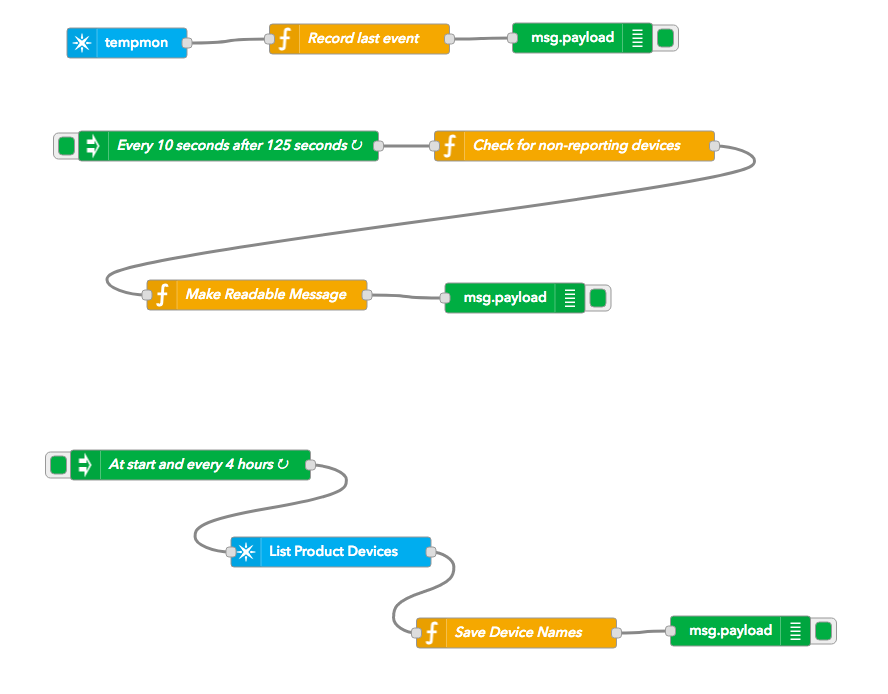 tempmon
Record last event
msg.payload
Every 10 seconds after 125 seconds ↻
Check for non-reporting devices
Make Readable Message
msg.payload
At start and every 4 hours ↻
List Product Devices
Save Device Names
msg.payload